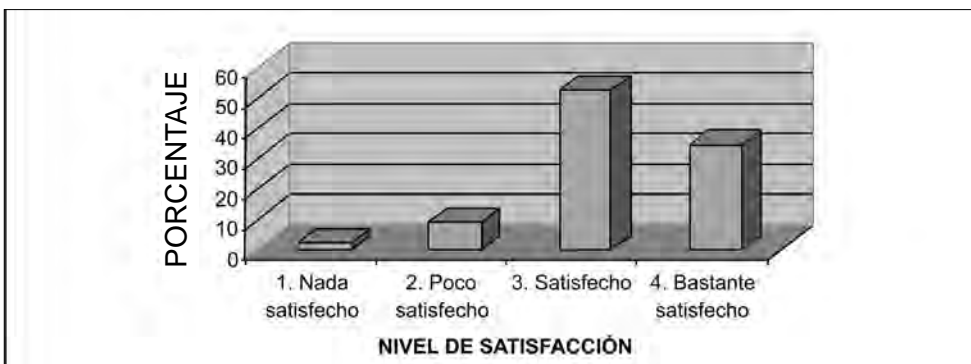 PORCENTAJE
60
50
40
30
20
10
0
1. Nada satisfecho
2. Poco satisfecho
3. Satisfecho
4. Bastante satisfecho
NIVEL DE SATISFACCIÓN